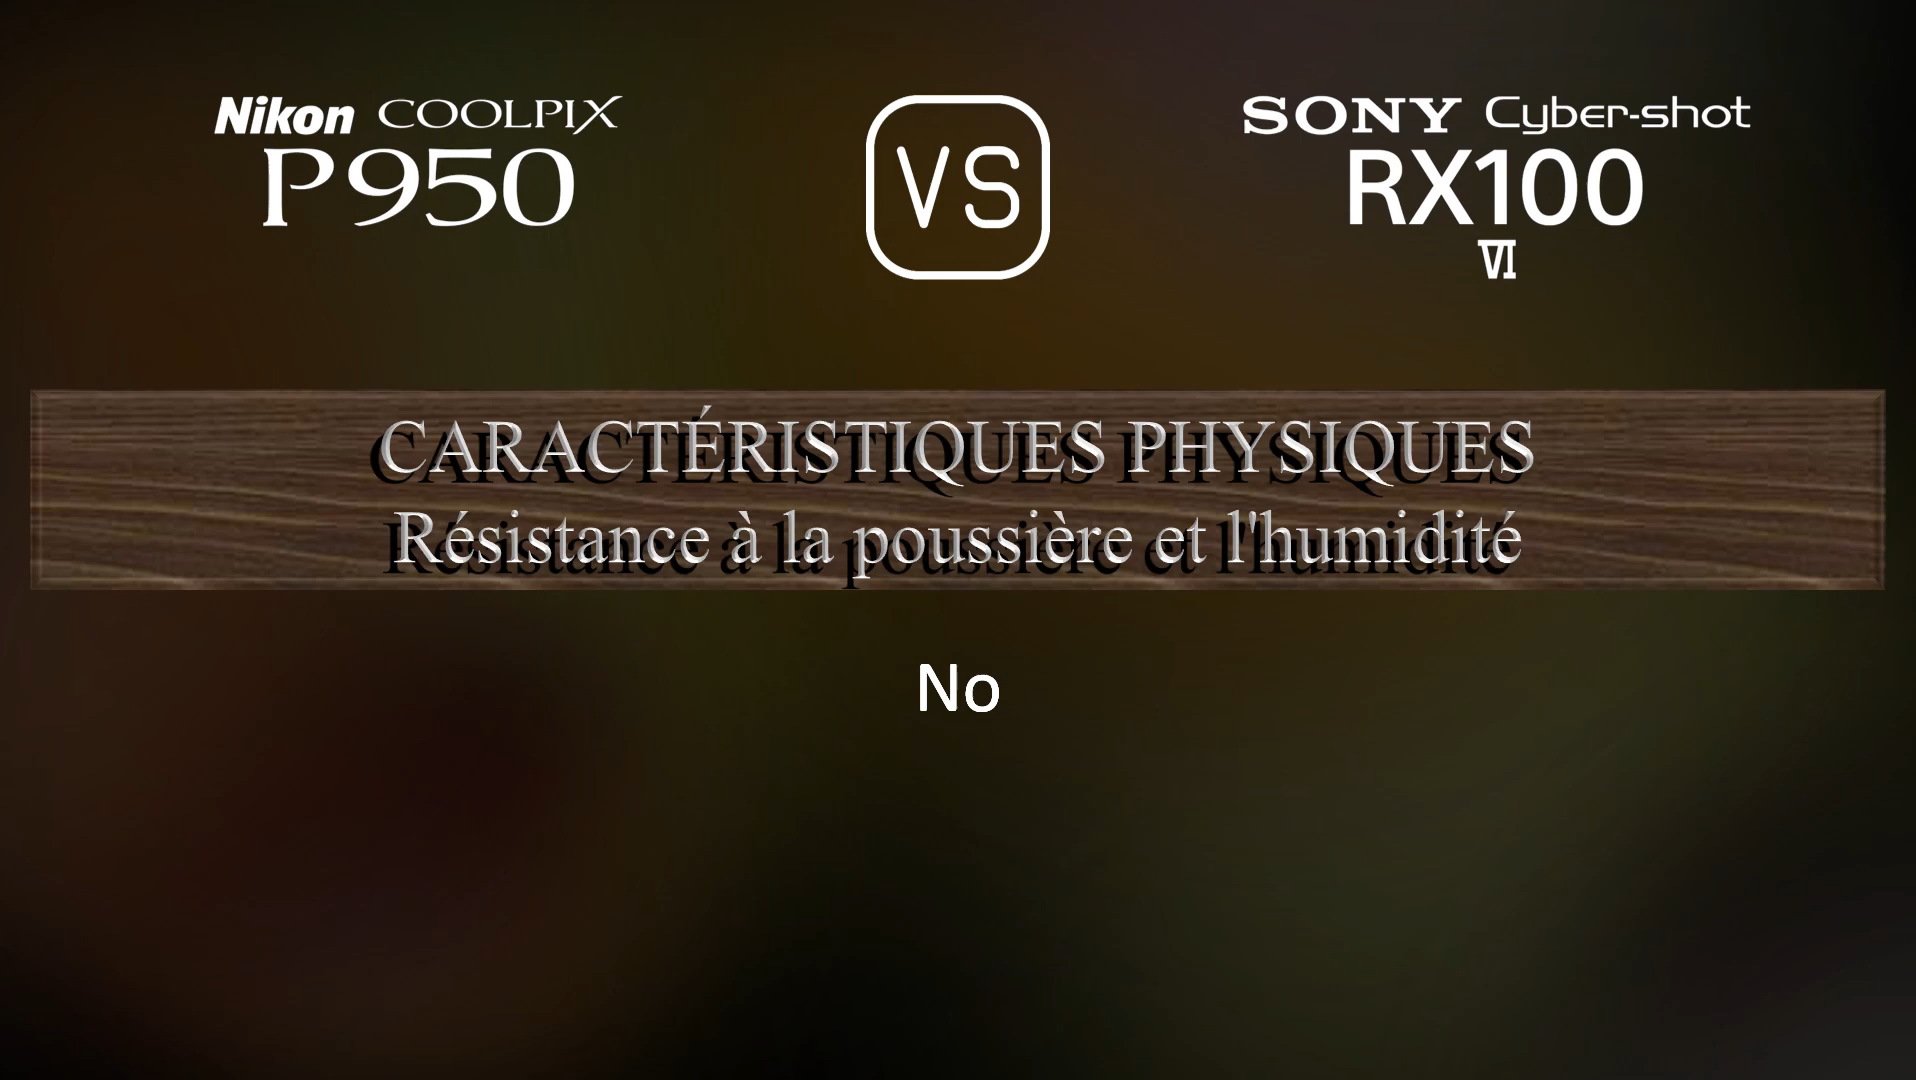 Nikon COOLPIX
P950
VS
SONY Cyber-shot
RX100
VI
CARACTÉRISTIQUES PHYSIQUES
Résistance à la poussière et l'humidité
No